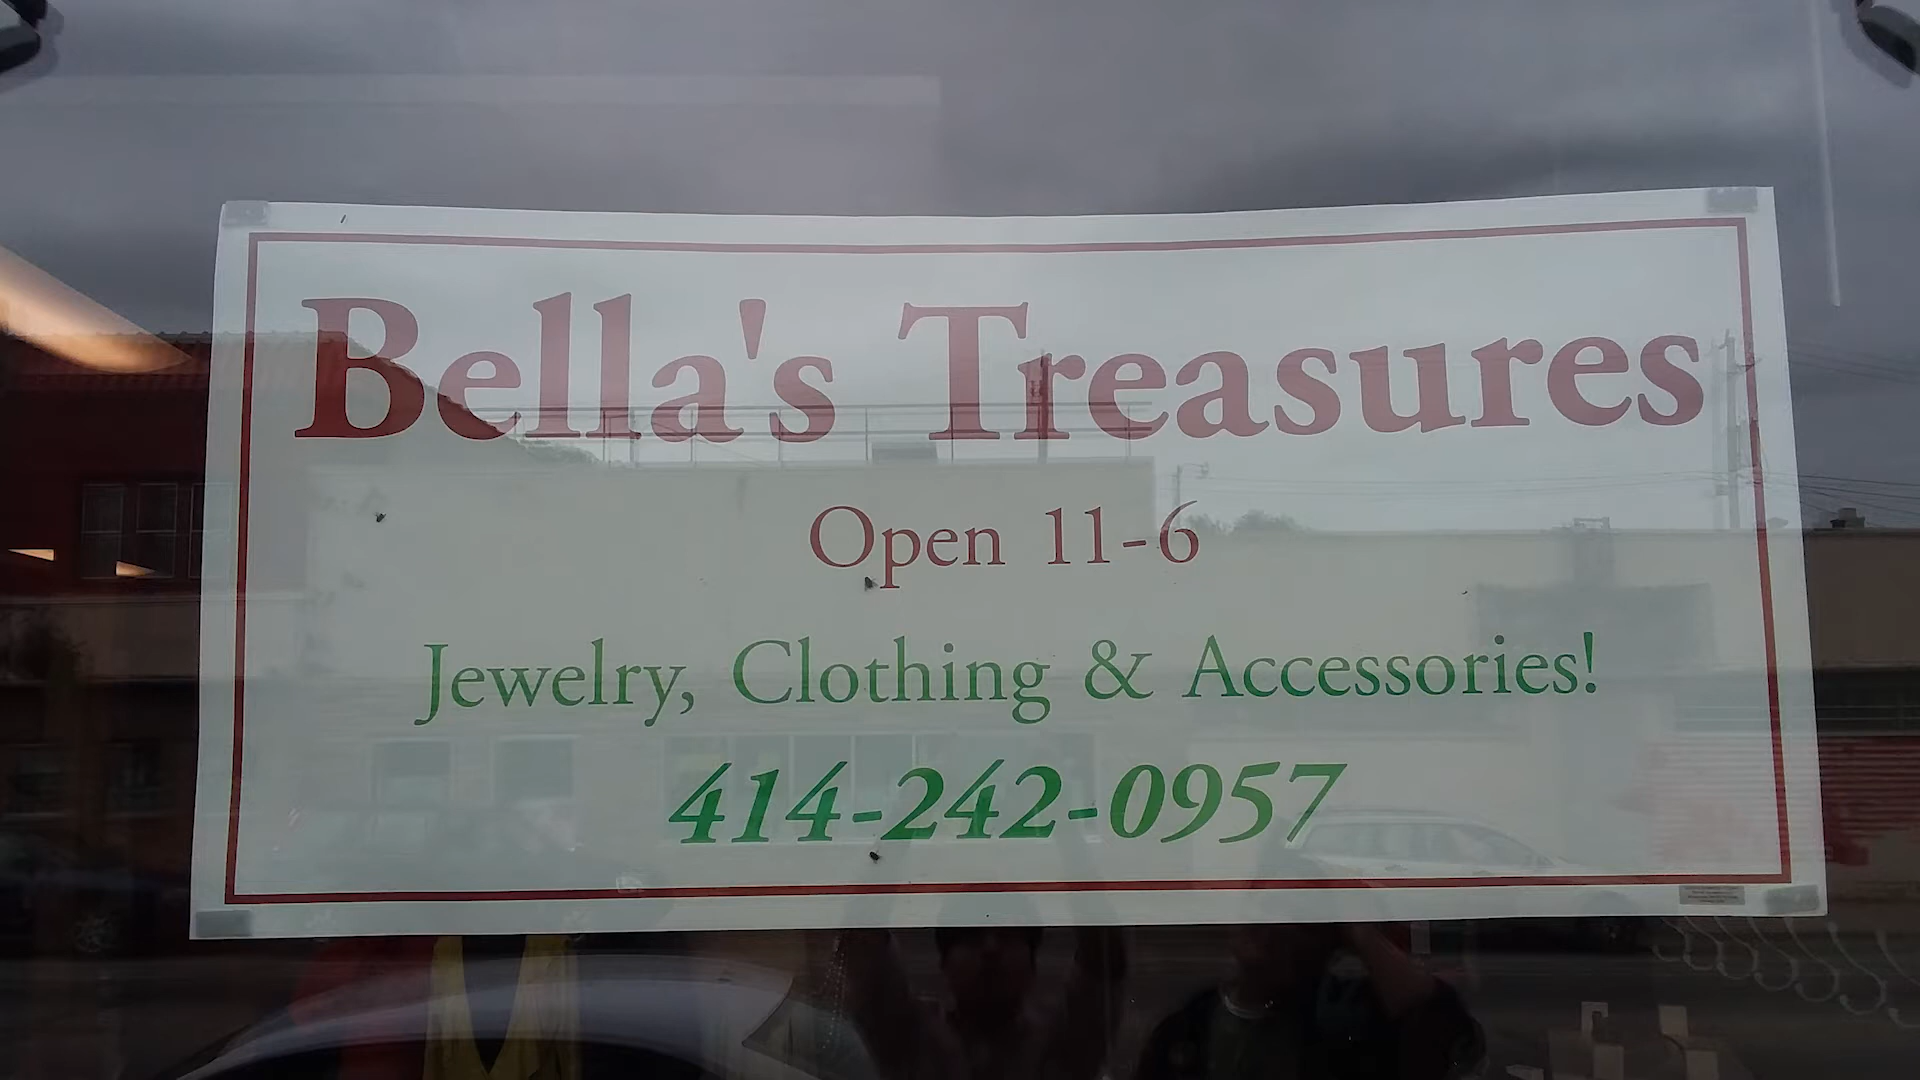 Bella's Treasures
Open 11-6
Jewelry, Clothing & Accessories!
414-242-0957